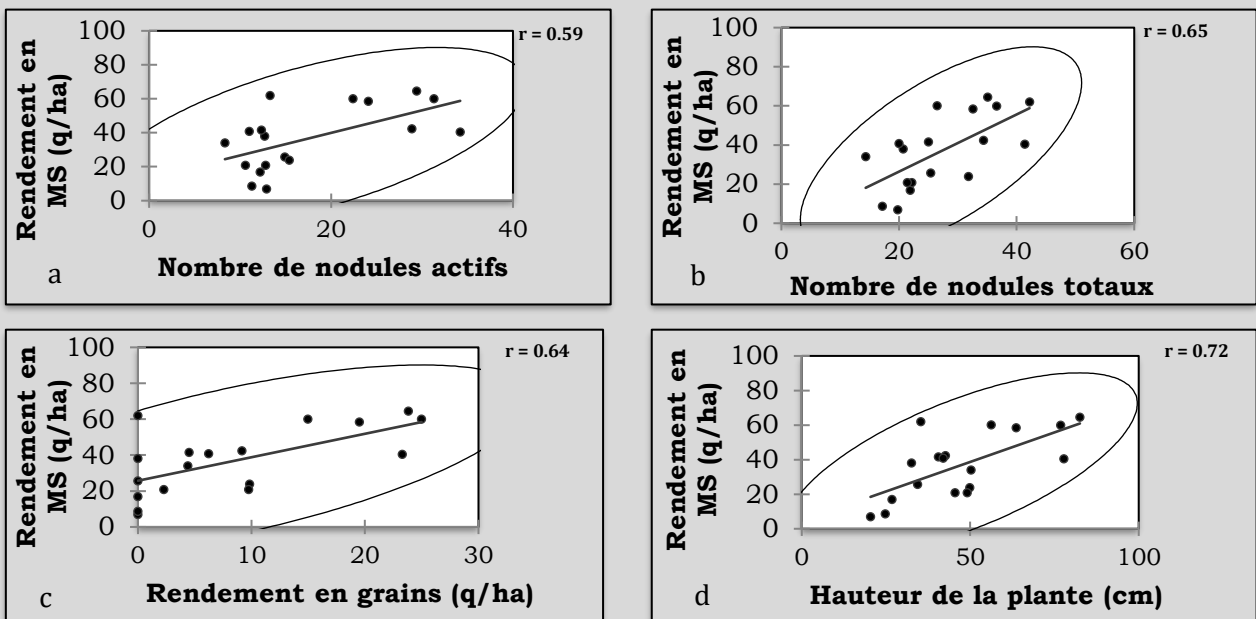 r = 0.59
Rendement en
MS (q/ha)
100
80
60
40
20
0
0 20 40
a
Nombre de nodules actifs
r = 0.65
Rendement en
MS (q/ha)
100
80
60
40
20
0
0 20 40 60
b
Nombre de nodules totaux
r = 0.64
Rendement en
MS (q/ha)
100
80
60
40
20
0
0 10 20 30
c
Rendement en grains (q/ha)
r = 0.72
Rendement en
MS (q/ha)
100
80
60
40
20
0
0 50 100
d
Hauteur de la plante (cm)